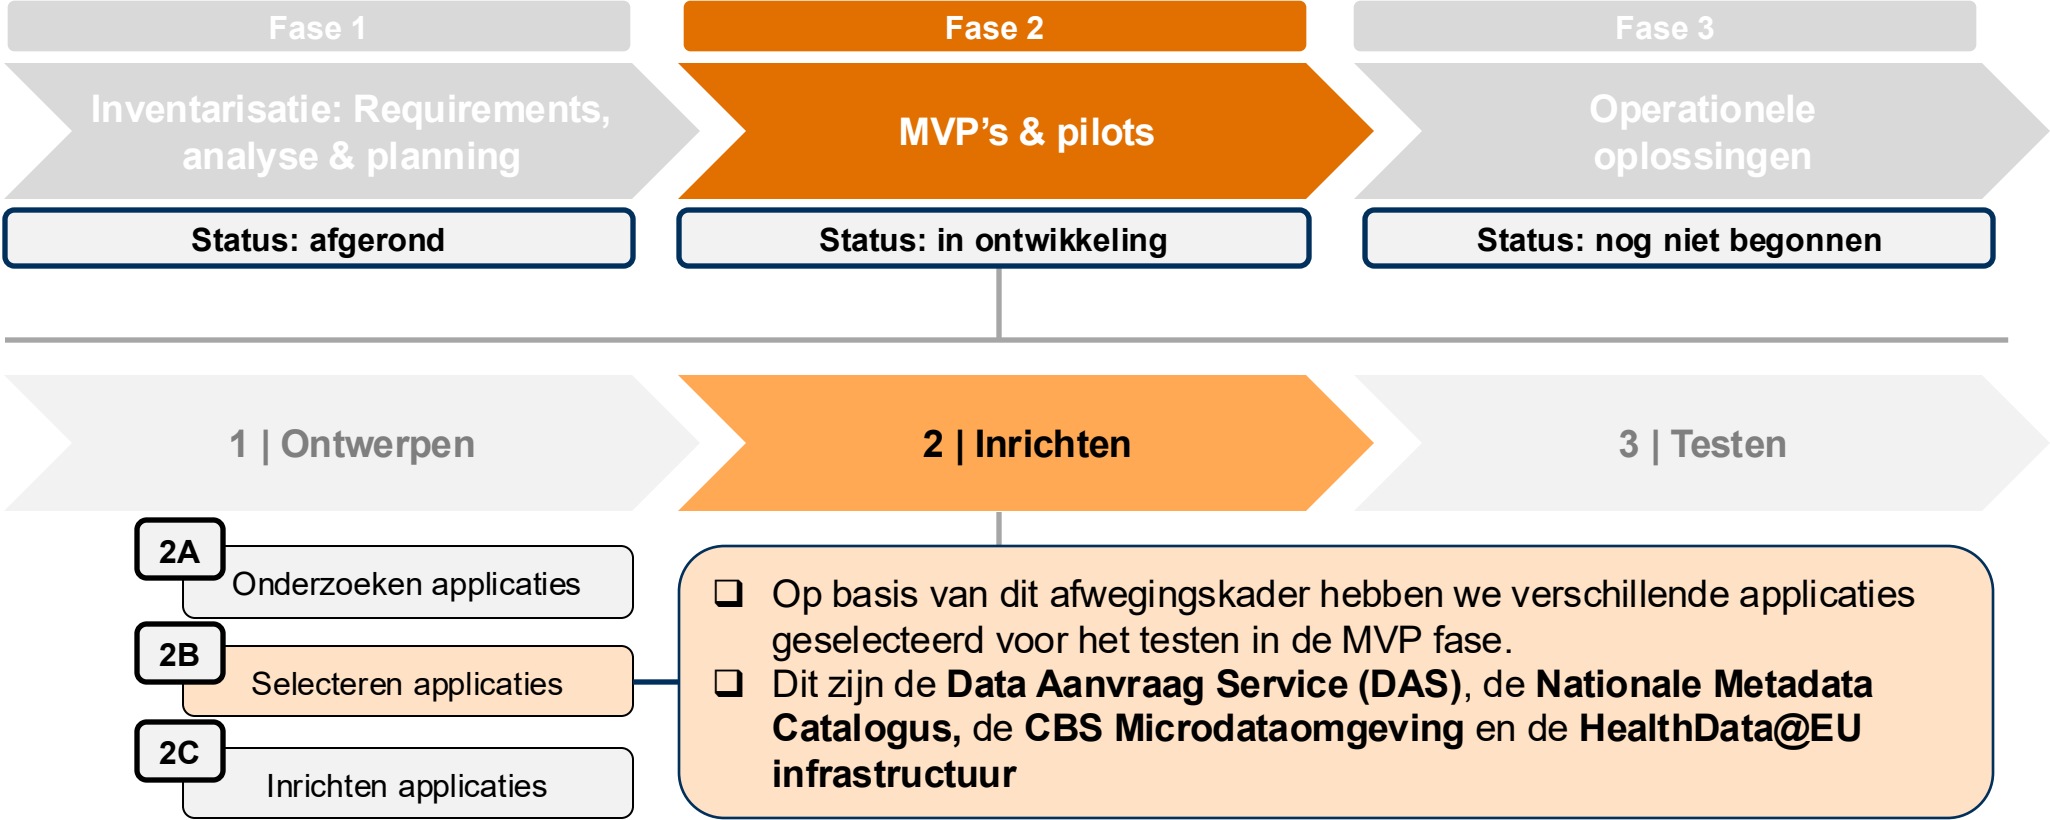 Fase 1
Fase 2
Fase 3
Inventarisatie: Requirements,
analyse & planning
MVP’s & pilots
Operationele
oplossingen
Status: afgerond
Status: in ontwikkeling
Status: nog niet begonnen
1 | Ontwerpen
2 | Inrichten
3 | Testen
2A
Onderzoeken applicaties
2B
Selecteren applicaties
2C
Inrichten applicaties
❑ Op basis van dit afwegingskader hebben we verschillende applicaties
geselecteerd voor het testen in de MVP fase.
❑ Dit zijn de Data Aanvraag Service (DAS), de Nationale Metadata
Catalogus, de CBS Microdataomgeving en de HealthData@EU
infrastructuur